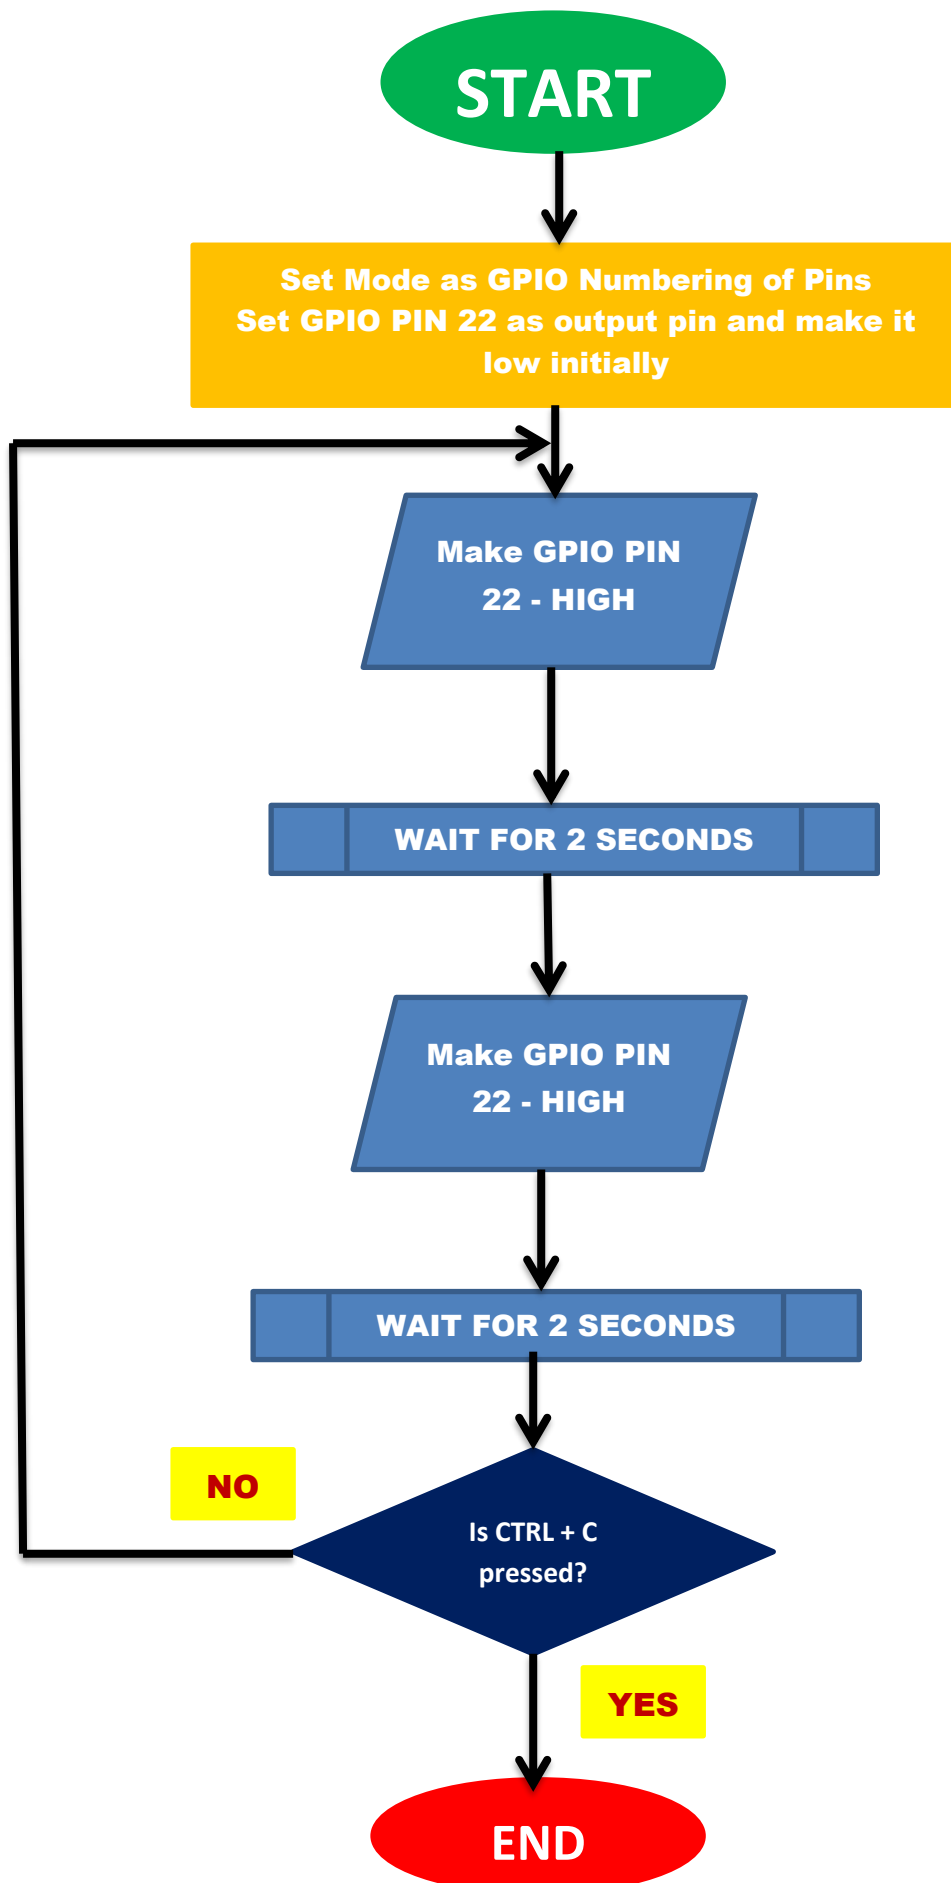 START
Set Mode as GPIO Numbering of Pins
Set GPIO PIN 22 as output pin and make it
low initially
Make GPIO PIN
22 - HIGH
WAIT FOR 2 SECONDS
Make GPIO PIN
22 - HIGH
WAIT FOR 2 SECONDS
NO
Is CTRL + C
pressed?
YES
END